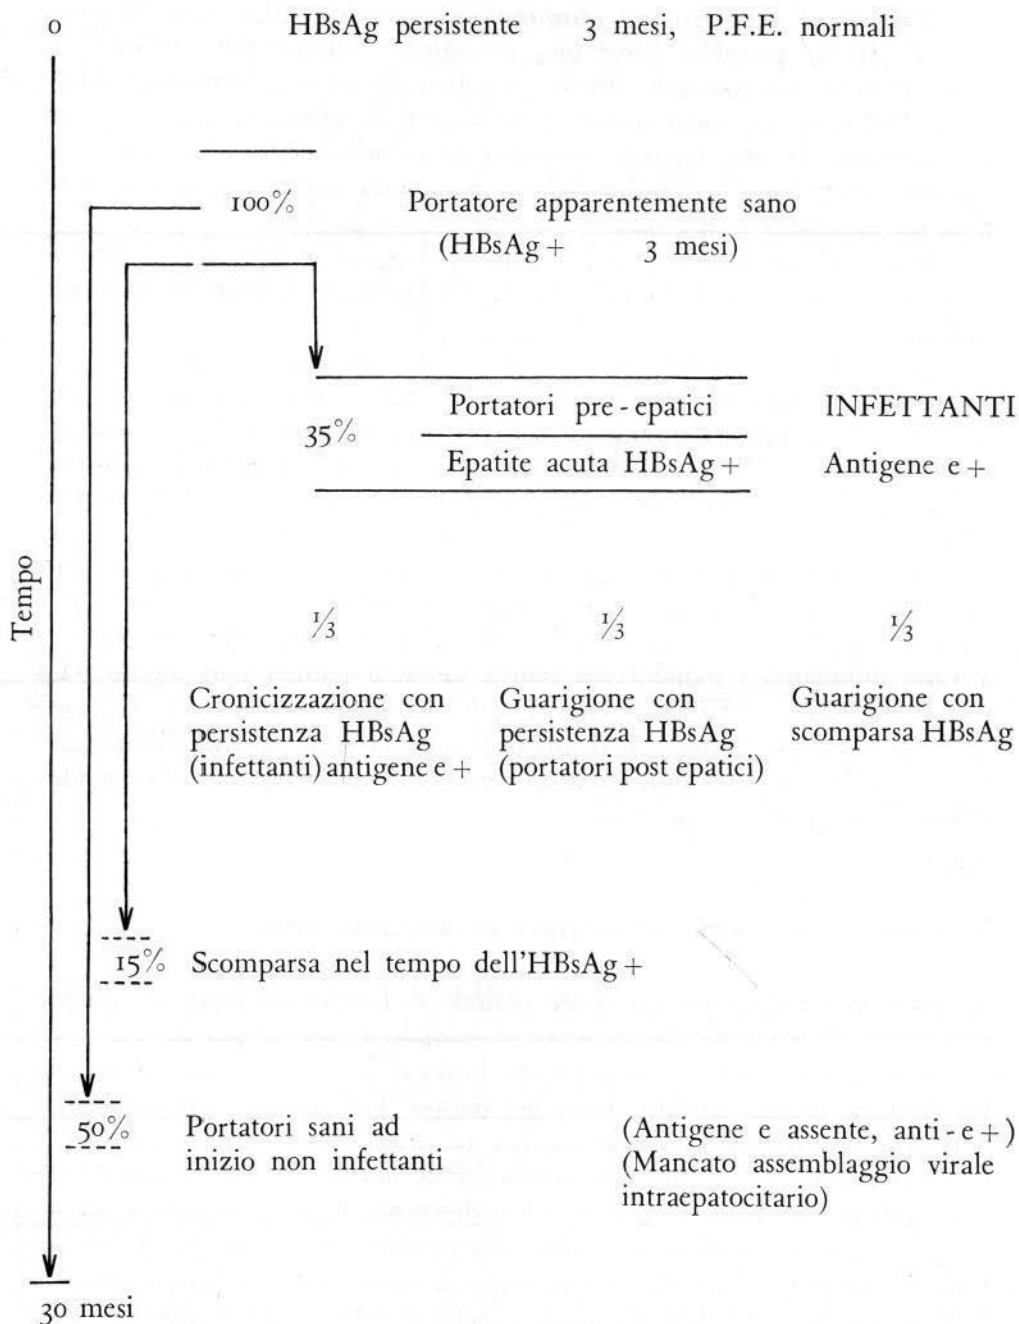 0 HBsAg persistente 3 mesi, P.F.E. normali
100% Portatore apparentemente sano
(HBsAg+ 3 mesi)
35%
Portatori pre-epatici INFETTANTI
Epatite acuta HBsAg+ Antigene e+
Tempo
1/3 1/3 1/3
Cronicizzazione con
persistenza HBsAg
(infettanti) antigene e+
Guarigione con
persistenza HBsAg
(portatori post epatici)
Guarigione con
scomparsa HBsAg
15% Scomparsa nel tempo dell'HBsAg+
50% Portatori sani ad
inizio non infettanti
(Antigene e assente, anti-e+)
(Mancato assemblaggio virale
intraepatocitario)
30 mesi